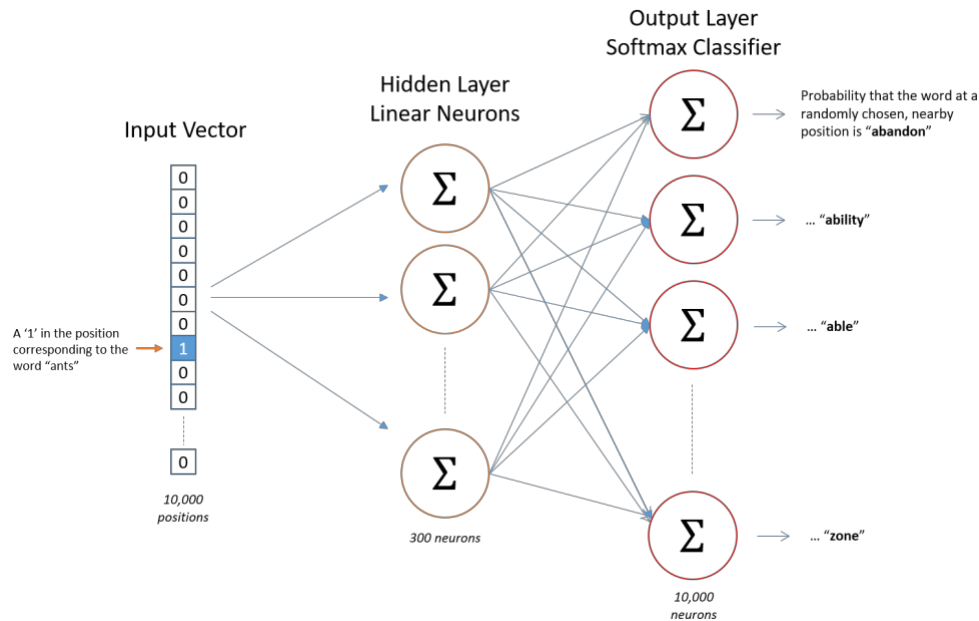 Output Layer
Softmax Classifier
Hidden Layer
Linear Neurons
Input Vector
0
0
0
0
0
0
0
A ‘1’ in the position
corresponding to the
word “ants”
1
0
0
0
10,000
positions
Σ
Σ
Σ
300 neurons
Σ
Probability that the word at a
randomly chosen, nearby
position is “abandon”
Σ
... “ability”
Σ
... “able”
Σ
... “zone”
10,000
neurons